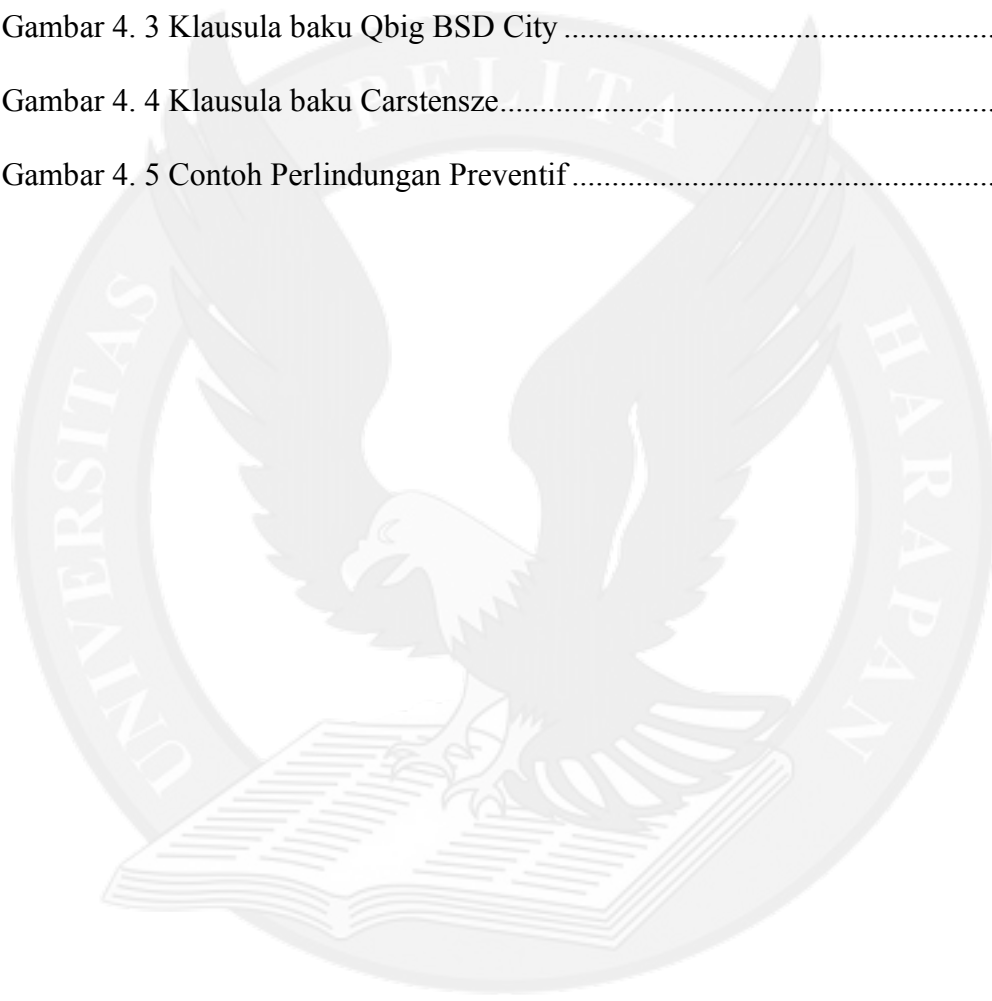 Gambar 4. 3 Klausula baku Qbig BSD City ......................................................
Gambar 4. 4 Klausula baku Carstensze..............................................................
Gambar 4. 5 Contoh Perlindungan Preventif .....................................................
UNIVERSITAS PELITA HARAPAN